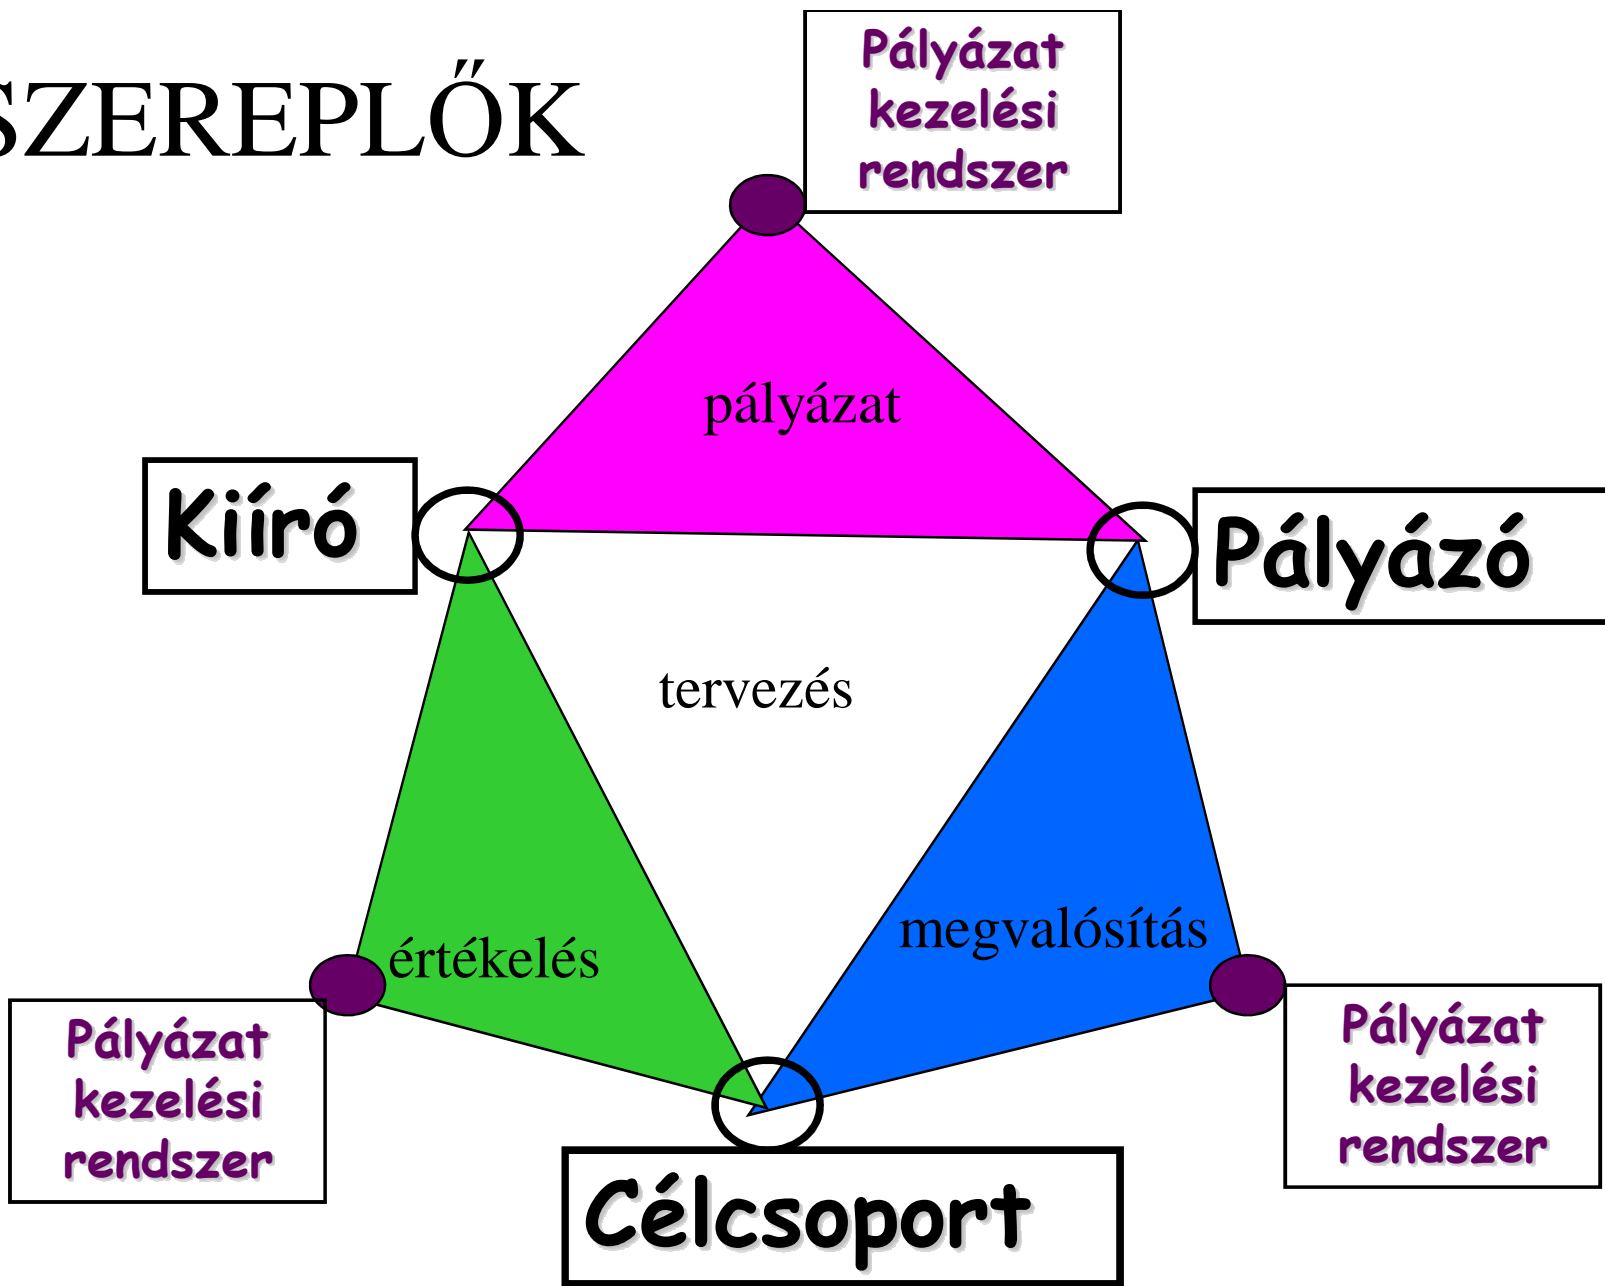 SZEREPLŐK
Pályázat
kezelési
rendszer
pályázat
Kiíró
Pályázó
tervezés
értékelés
megvalósítás
Pályázat
kezelési
rendszer
Pályázat
kezelési
rendszer
Célcsoport